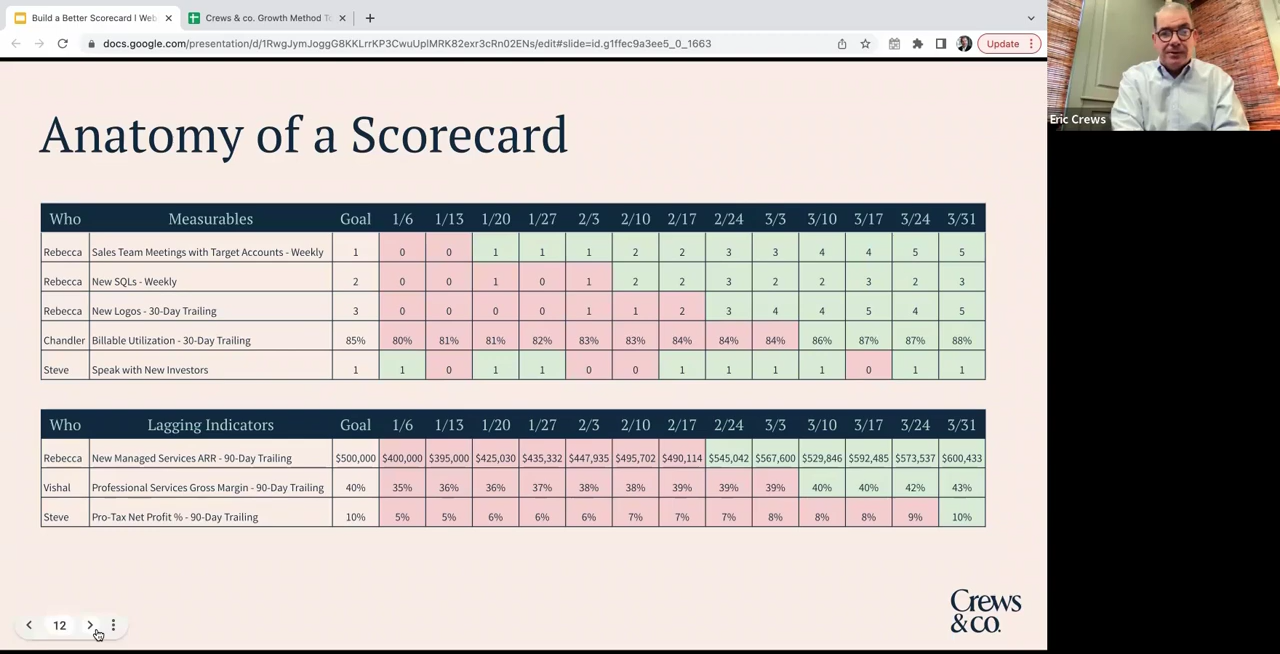 Build a Better Scorecard I Web
Crews & co. Growth Method To
docs.google.com/presentation/d/1RwgJymJoggG8KKLrrKP3CwuUplMRK82exr3cRn02ENs/edit#slide=id.g1ffec9a3ee5_0_1663
Update
Eric Crews
Anatomy of a Scorecard
Who Measurables Goal 1/6 1/13 1/20 1/27 2/3 2/10 2/17 2/24 3/3 3/10 3/17 3/24 3/31
Rebecca Sales Team Meetings with Target Accounts - Weekly 1 0 0 1 1 1 2 2 3 3 4 4 5 5
Rebecca New SQLs - Weekly 2 0 0 1 0 1 2 2 3 2 2 3 2 3
Rebecca New Logos - 30-Day Trailing 3 0 0 0 0 1 1 2 3 4 4 5 4 5
Chandler Billable Utilization - 30-Day Trailing 85% 80% 81% 81% 82% 83% 83% 84% 84% 84% 86% 87% 87% 88%
Steve Speak with New Investors 1 1 0 1 1 0 0 1 1 1 1 0 1 1
Who Lagging Indicators Goal 1/6 1/13 1/20 1/27 2/3 2/10 2/17 2/24 3/3 3/10 3/17 3/24 3/31
Rebecca New Managed Services ARR - 90-Day Trailing $500,000 $400,000 $395,000 $425,030 $435,332 $447,935 $495,702 $490,114 $545,042 $567,600 $529,846 $592,485 $573,537 $600,433
Vishal Professional Services Gross Margin - 90-Day Trailing 40% 35% 36% 36% 37% 38% 38% 39% 39% 39% 40% 40% 42% 43%
Steve Pro-Tax Net Profit % - 90-Day Trailing 10% 5% 5% 6% 6% 6% 7% 7% 7% 8% 8% 8% 9% 10%
12
Crews
& co.